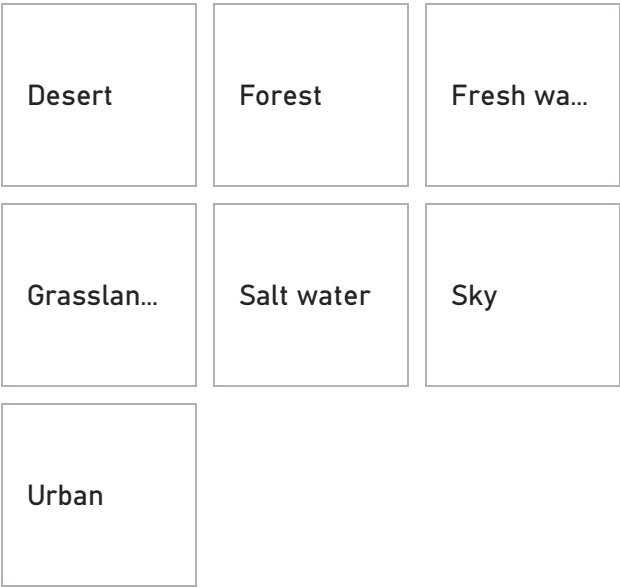 Desert
Forest
Fresh wa...
Grasslan...
Salt water
Sky
Urban